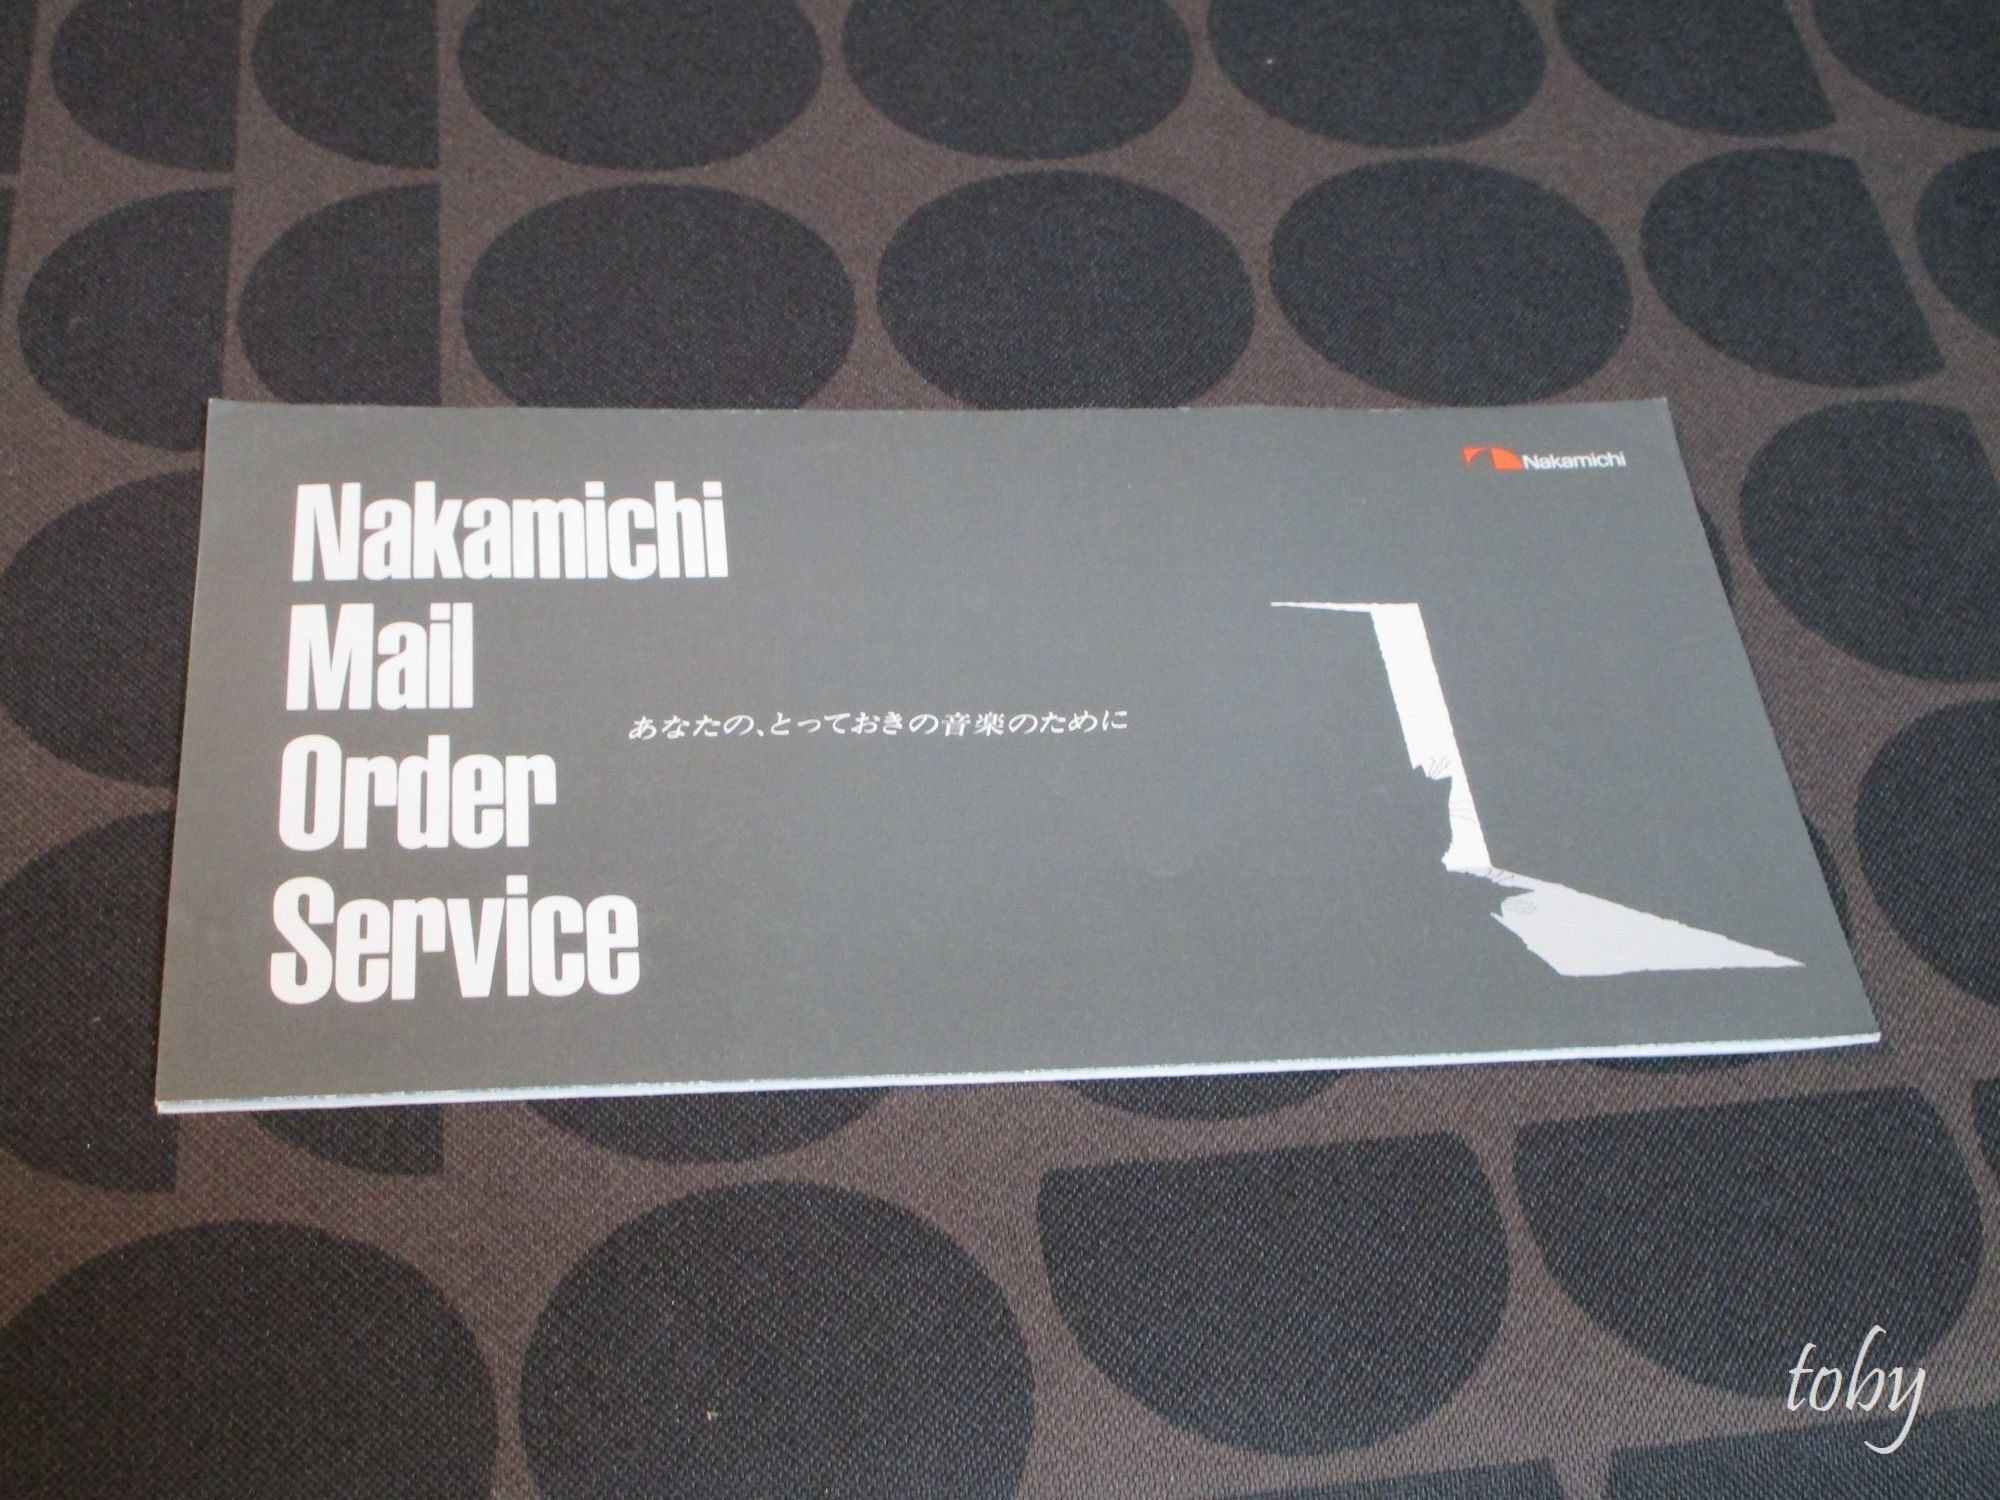 Nakamichi
Nakamichi
Mail
Order
Service
あなたの、とっておきの音楽のために
toby